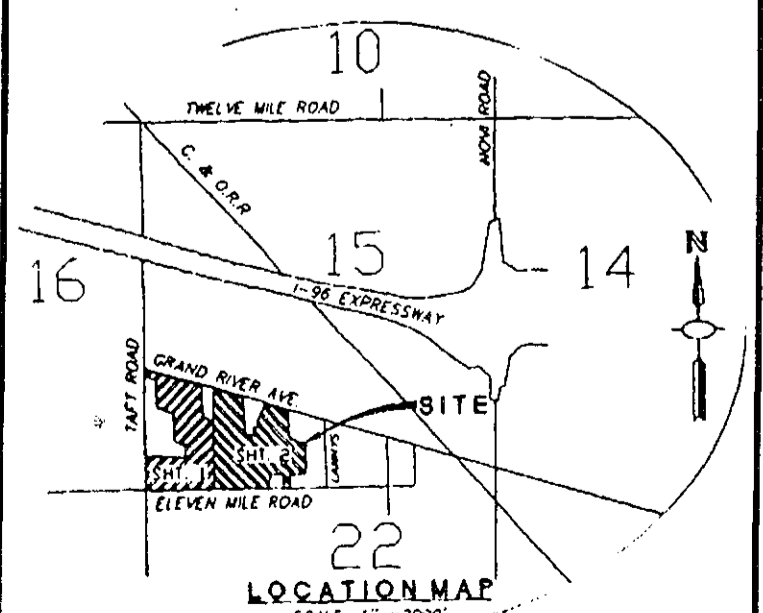 10
TWELVE MILE ROAD
NOVI ROAD
C. & O.R.R
N
16
15
14
I-96 EXPRESSWAY
TAFT ROAD
GRAND RIVER AVE.
SITE
SHT. 1
SHT. 2
LANNYS
ELEVEN MILE ROAD
22
LOCATION MAP